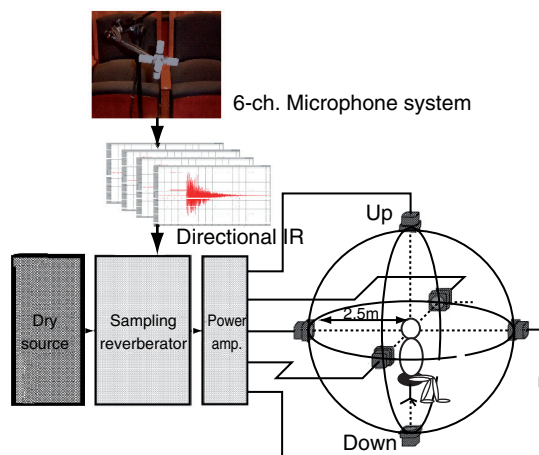 6-ch. Microphone system
Directional IR
Up
Dry
source
Sampling
reverberator
Power
amp.
2.5m
Down